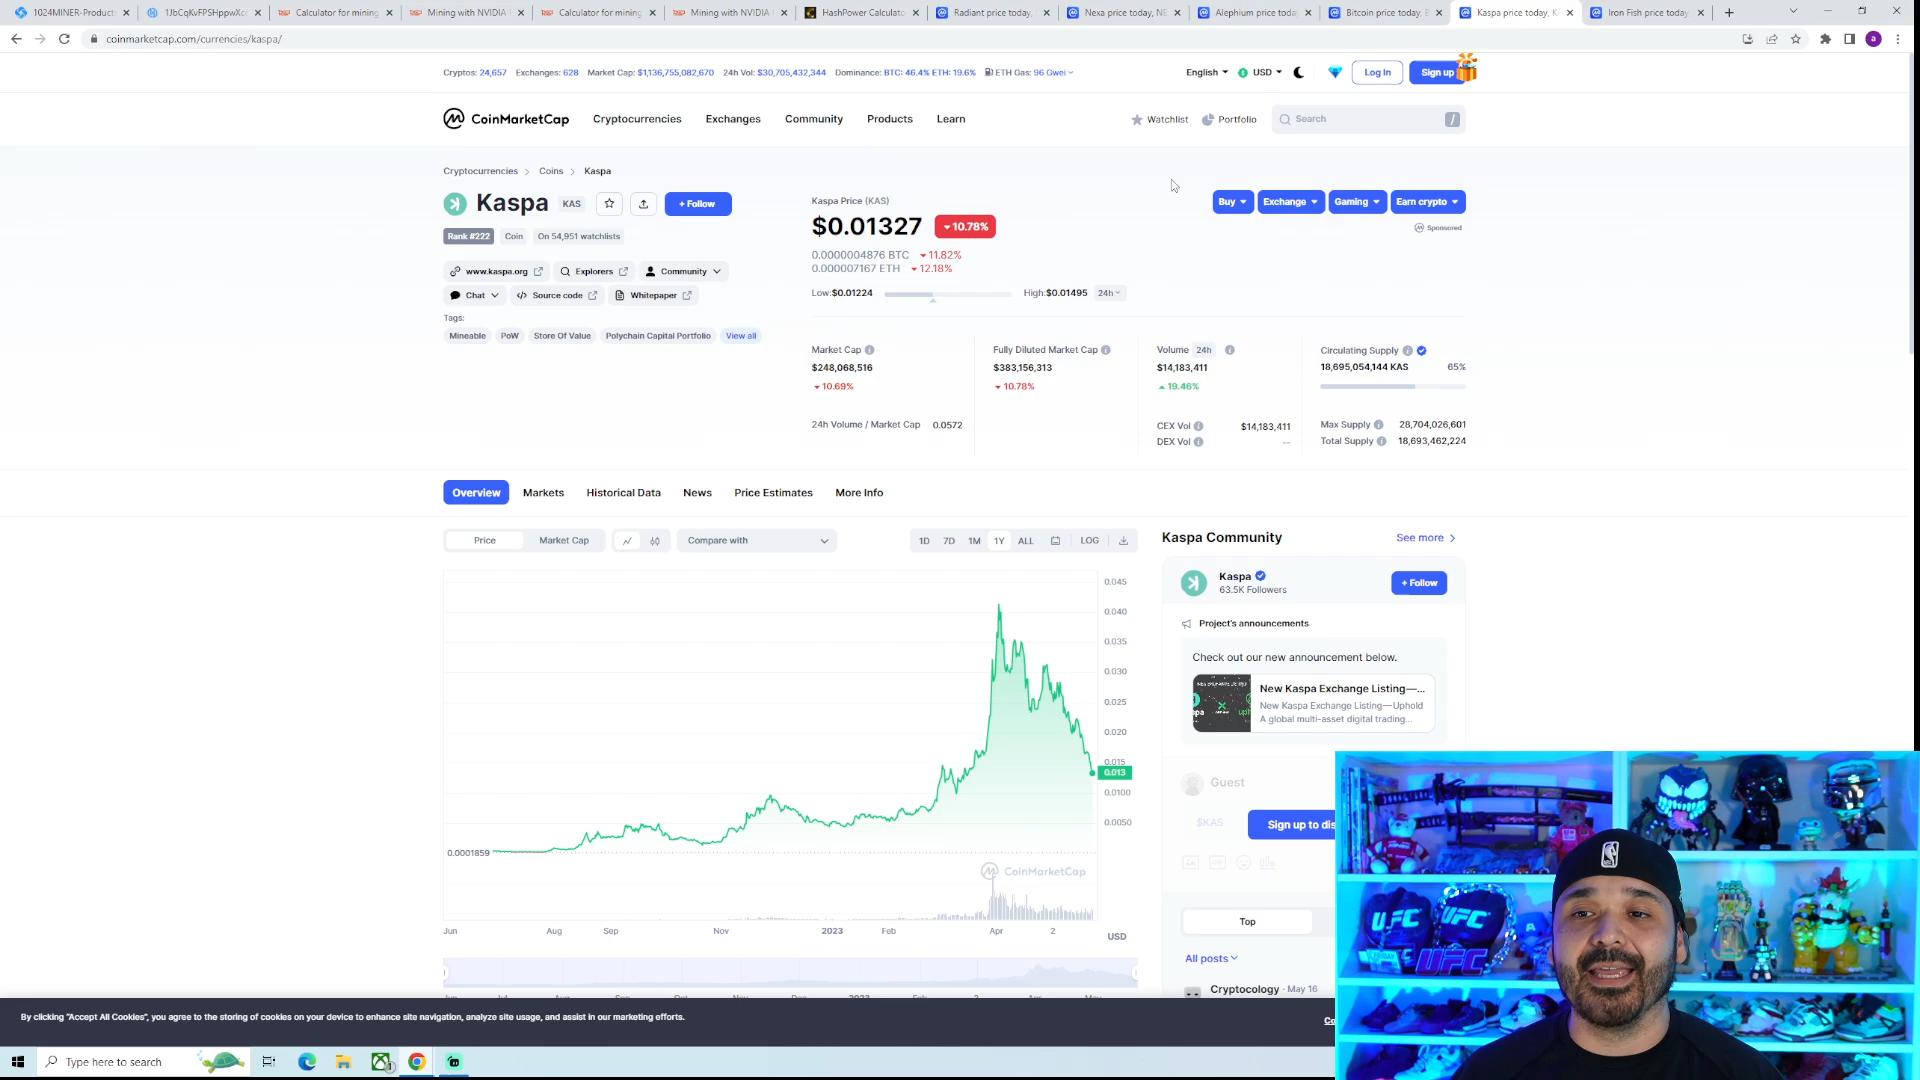 1024MINER-Products
1JbCqKvFPSHppwXcc
Calculator for mining
Mining with NVIDIA
Calculator for mining
Mining with NVIDIA
HashPower Calculato
Radiant price today,
Nexa price today, NE
Alephium price today
Bitcoin price today, B
Kaspa price today, K
Iron Fish price today
coinmarketcap.com/currencies/kaspa/
a
Cryptos: 24,657 Exchanges: 628 Market Cap: $1,136,755,082,670 24h Vol: $30,705,432,344 Dominance: BTC: 46.4% ETH: 19.6% ETH Gas: 96 Gwei
English USD Log In Sign up
CoinMarketCap Cryptocurrencies Exchanges Community Products Learn
Watchlist Portfolio Search /
Cryptocurrencies > Coins > Kaspa
Kaspa KAS + Follow
Rank #222 Coin On 54,951 watchlists
www.kaspa.org Explorers Community
Chat Source code Whitepaper
Tags:
Mineable PoW Store Of Value Polychain Capital Portfolio View all
Kaspa Price (KAS)
$0.01327 10.78%
0.0000004876 BTC 11.82%
0.000007167 ETH 12.18%
Low:$0.01224 High:$0.01495 24h
Buy Exchange Gaming Earn crypto
Sponsored
Market Cap
$248,068,516
10.69%
24h Volume / Market Cap 0.0572
Fully Diluted Market Cap
$383,156,313
10.78%
Volume 24h
$14,183,411
19.46%
CEX Vol $14,183,411
DEX Vol --
Circulating Supply
18,695,054,144 KAS 65%
Max Supply 28,704,026,601
Total Supply 18,693,462,224
Overview Markets Historical Data News Price Estimates More Info
Price Market Cap Compare with 1D 7D 1M 1Y ALL LOG
0.045
0.040
0.035
0.030
0.025
0.020
0.015
0.013
0.0100
0.0050
0.0001859
CoinMarketCap
Jun Aug Sep Nov 2023 Feb Apr 2 USD
Kaspa Community See more >
Kaspa
63.5K Followers
+ Follow
Project's announcements
Check out our new announcement below.
New Kaspa Exchange Listing—...
New Kaspa Exchange Listing—Uphold
A global multi-asset digital trading...
Guest
$KAS
Sign up to dis
Top
All posts
Cryptocology · May 16
By clicking "Accept All Cookies", you agree to the storing of cookies on your device to enhance site navigation, analyze site usage, and assist in our marketing efforts.
Co
Type here to search
UFC
UFC
UFC